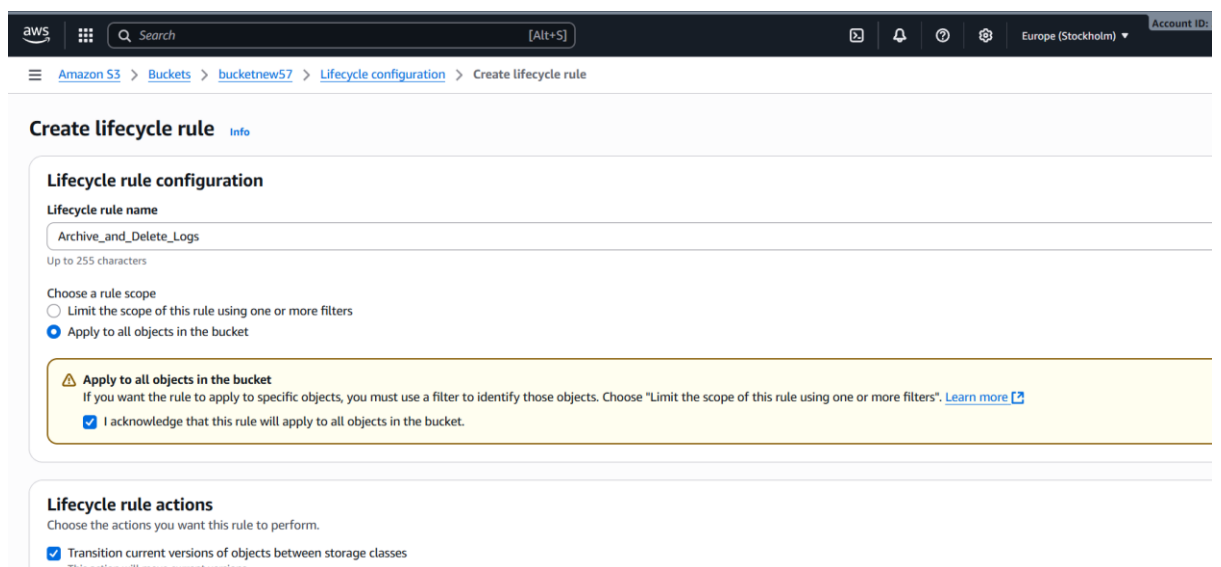 aws Search [Alt+S] Europe (Stockholm) Account ID:
Amazon S3 > Buckets > bucketnew57 > Lifecycle configuration > Create lifecycle rule
Create lifecycle rule Info
Lifecycle rule configuration
Lifecycle rule name
Archive_and_Delete_Logs
Up to 255 characters
Choose a rule scope
Limit the scope of this rule using one or more filters
Apply to all objects in the bucket
Apply to all objects in the bucket
If you want the rule to apply to specific objects, you must use a filter to identify those objects. Choose "Limit the scope of this rule using one or more filters". Learn more
I acknowledge that this rule will apply to all objects in the bucket.
Lifecycle rule actions
Choose the actions you want this rule to perform.
Transition current versions of objects between storage classes